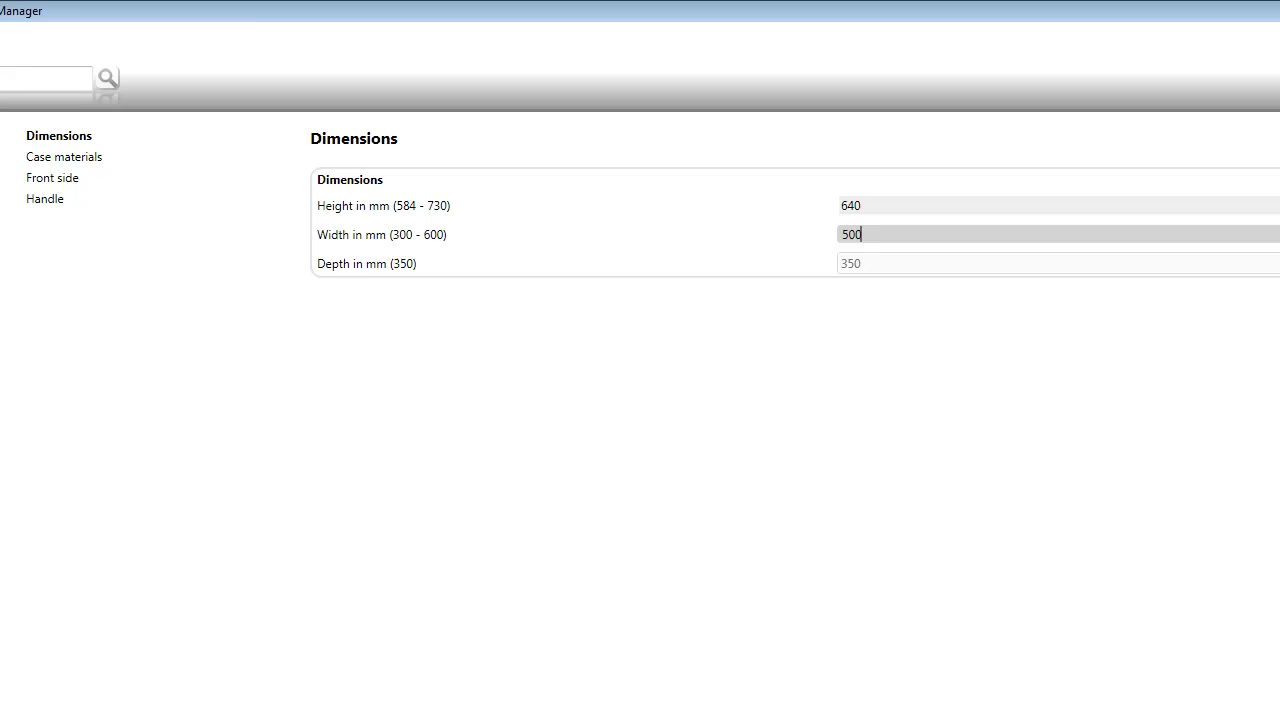 Manager
Dimensions
Case materials
Front side
Handle
Dimensions
Dimensions
Height in mm (584 - 730) 640
Width in mm (300 - 600) 500
Depth in mm (350) 350